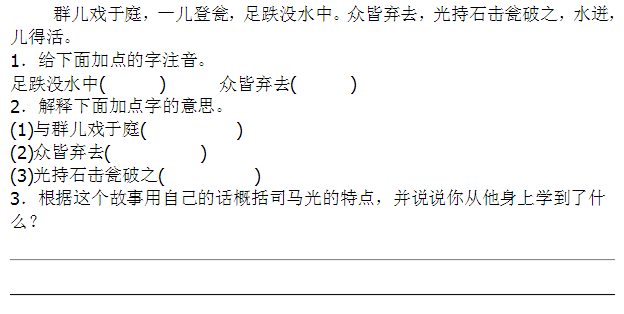 群儿戏于庭，一儿登瓮，足跌没水中。众皆弃去，光持石击瓮破之，水迸，
儿得活。
1．给下面加点的字注音。
足跌没水中(    )    众皆弃去(    )
2．解释下面加点字的意思。
(1)与群儿戏于庭(    )
(2)众皆弃去(    )
(3)光持石击瓮破之(    )
3．根据这个故事用自己的话概括司马光的特点，并说说你从他身上学到了什
么？